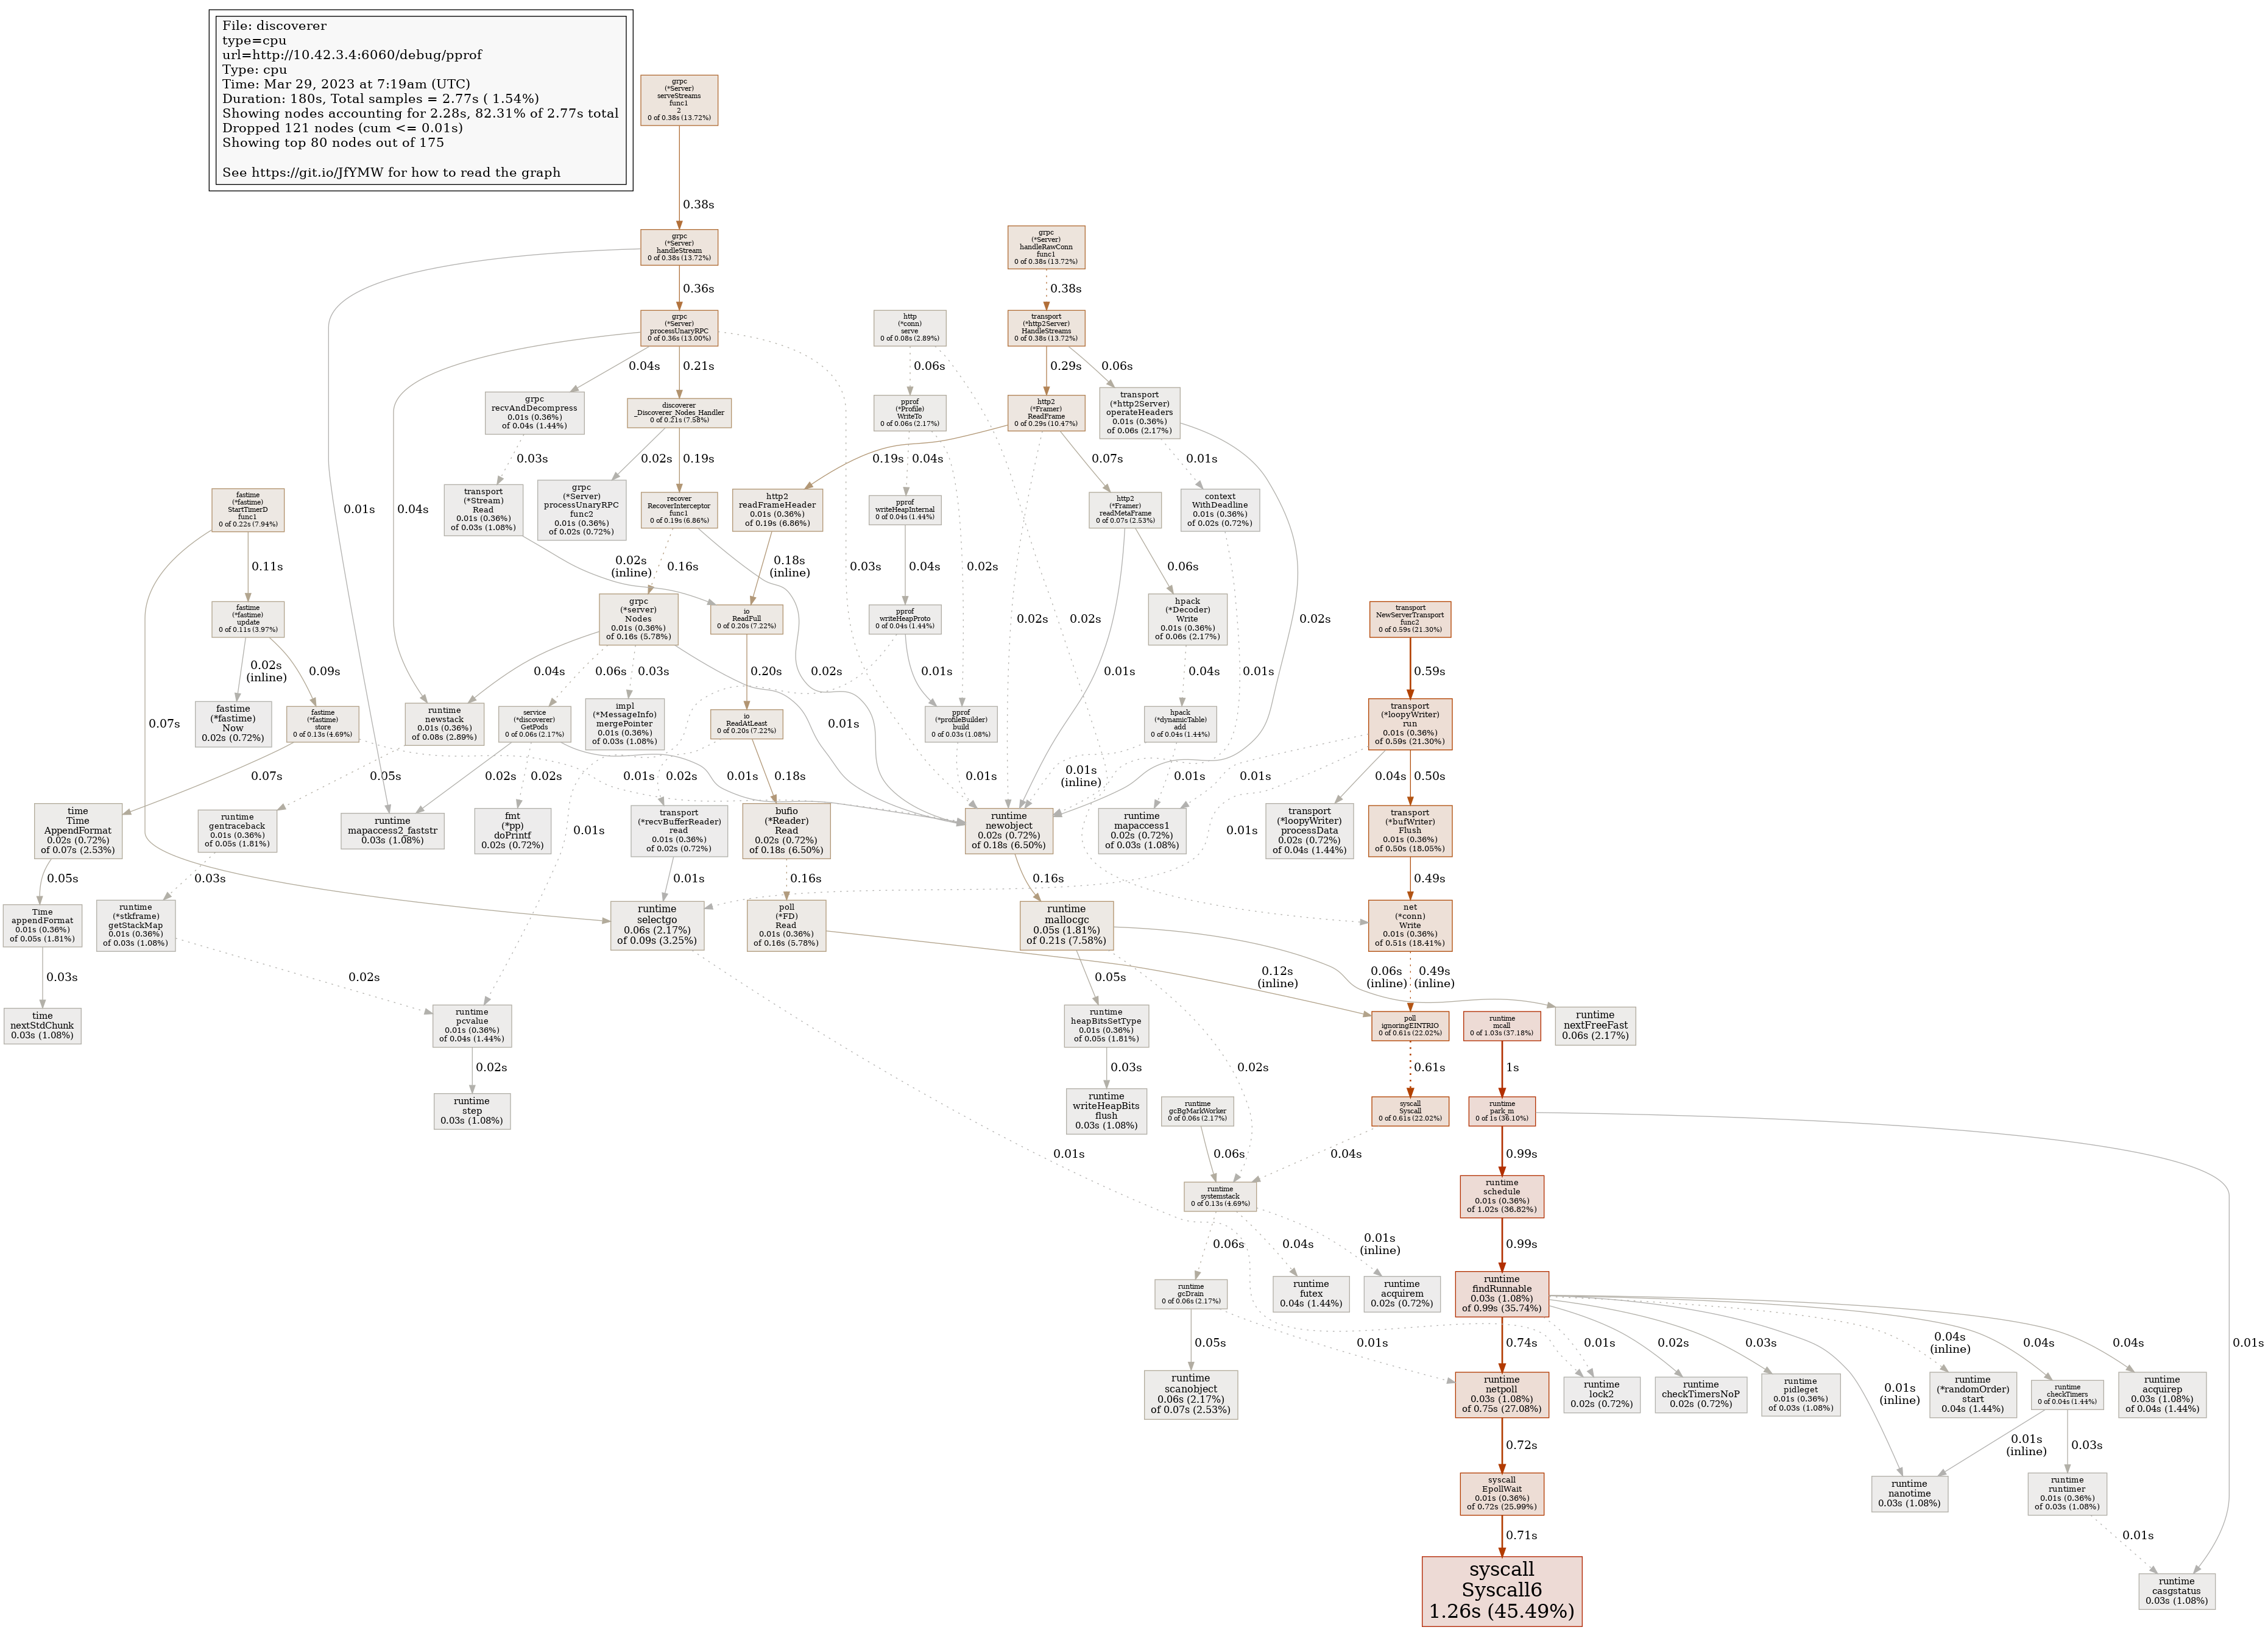 File: discoverer
type=cpu
url=http://10.42.3.4:6060/debug/pprof
Type: cpu
Time: Mar 29, 2023 at 7:19am (UTC)
Duration: 180s, Total samples = 2.77s ( 1.54%)
Showing nodes accounting for 2.28s, 82.31% of 2.77s total
Dropped 121 nodes (cum <= 0.01s)
Showing top 80 nodes out of 175
See https://git.io/JfYMW for how to read the graph
grpc
(*Server)
serveStreams
func1
2
0 of 0.38s (13.72%)
0.38s
grpc
(*Server)
handleStream
0 of 0.38s (13.72%)
grpc
(*Server)
handleRawConn
func1
0 of 0.38s (13.72%)
0.36s
0.38s
grpc
(*Server)
processUnaryRPC
0 of 0.36s (13.00%)
http
(*conn)
serve
0 of 0.08s (2.89%)
transport
(*http2Server)
HandleStreams
0 of 0.38s (13.72%)
0.04s
0.21s
0.06s
0.29s
0.06s
grpc
recvAndDecompress
0.01s (0.36%)
of 0.04s (1.44%)
discoverer
_Discoverer_Nodes_Handler
0 of 0.21s (7.58%)
pprof
(*Profile)
WriteTo
0 of 0.06s (2.17%)
http2
(*Framer)
ReadFrame
0 of 0.29s (10.47%)
transport
(*http2Server)
operateHeaders
0.01s (0.36%)
of 0.06s (2.17%)
0.03s
0.02s
0.19s
0.19s
0.04s
0.07s
0.01s
fastime
(*fastime)
StartTimerD
func1
0 of 0.22s (7.94%)
0.01s
0.04s
transport
(*Stream)
Read
0.01s (0.36%)
of 0.03s (1.08%)
grpc
(*Server)
processUnaryRPC
func2
0.01s (0.36%)
of 0.02s (0.72%)
recover
RecoverInterceptor
func1
0 of 0.19s (6.86%)
http2
readFrameHeader
0.01s (0.36%)
of 0.19s (6.86%)
pprof
writeHeapInternal
0 of 0.04s (1.44%)
http2
(*Framer)
readMetaFrame
0 of 0.07s (2.53%)
context
WithDeadline
0.01s (0.36%)
of 0.02s (0.72%)
0.11s
0.02s
(inline)
0.16s
0.18s
(inline)
0.03s
0.04s
0.02s
0.06s
fastime
(*fastime)
update
0 of 0.11s (3.97%)
grpc
(*server)
Nodes
0.01s (0.36%)
of 0.16s (5.78%)
io
ReadFull
0 of 0.20s (7.22%)
pprof
writeHeapProto
0 of 0.04s (1.44%)
0.02s
0.02s
hpack
(*Decoder)
Write
0.01s (0.36%)
of 0.06s (2.17%)
0.02s
transport
NewServerTransport
func2
0 of 0.59s (21.30%)
0.02s
(inline)
0.09s
0.04s
0.06s
0.03s
0.20s
0.02s
0.01s
0.01s
0.04s
0.01s
0.59s
0.07s
fastime
(*fastime)
Now
0.02s (0.72%)
fastime
(*fastime)
store
0 of 0.13s (4.69%)
runtime
newstack
0.01s (0.36%)
of 0.08s (2.89%)
service
(*discoverer)
GetPods
0 of 0.06s (2.17%)
impl
(*MessageInfo)
mergePointer
0.01s (0.36%)
of 0.03s (1.08%)
io
ReadAtLeast
0 of 0.20s (7.22%)
0.01s
pprof
(*profileBuilder)
build
0 of 0.03s (1.08%)
hpack
(*dynamicTable)
add
0 of 0.04s (1.44%)
transport
(*loopyWriter)
run
0.01s (0.36%)
of 0.59s (21.30%)
0.07s
0.05s
0.02s
0.02s
0.01s
0.02s
0.01s
0.18s
0.01s
0.01s
(inline)
0.01s
0.01s
0.04s
0.50s
time
Time
AppendFormat
0.02s (0.72%)
of 0.07s (2.53%)
runtime
gentraceback
0.01s (0.36%)
of 0.05s (1.81%)
runtime
mapaccess2_faststr
0.03s (1.08%)
fmt
(*pp)
doPrintf
0.02s (0.72%)
0.01s
transport
(*recvBufferReader)
read
0.01s (0.36%)
of 0.02s (0.72%)
bufio
(*Reader)
Read
0.02s (0.72%)
of 0.18s (6.50%)
runtime
newobject
0.02s (0.72%)
of 0.18s (6.50%)
runtime
mapaccess1
0.02s (0.72%)
of 0.03s (1.08%)
0.01s
transport
(*loopyWriter)
processData
0.02s (0.72%)
of 0.04s (1.44%)
transport
(*bufWriter)
Flush
0.01s (0.36%)
of 0.50s (18.05%)
0.05s
0.03s
0.01s
0.16s
0.16s
0.49s
Time
appendFormat
0.01s (0.36%)
of 0.05s (1.81%)
runtime
(*stkframe)
getStackMap
0.01s (0.36%)
of 0.03s (1.08%)
runtime
selectgo
0.06s (2.17%)
of 0.09s (3.25%)
poll
(*FD)
Read
0.01s (0.36%)
of 0.16s (5.78%)
runtime
mallocgc
0.05s (1.81%)
of 0.21s (7.58%)
net
(*conn)
Write
0.01s (0.36%)
of 0.51s (18.41%)
0.03s
0.02s
0.05s
0.12s
(inline)
0.06s
(inline)
0.49s
(inline)
time
nextStdChunk
0.03s (1.08%)
runtime
pcvalue
0.01s (0.36%)
of 0.04s (1.44%)
runtime
heapBitsSetType
0.01s (0.36%)
of 0.05s (1.81%)
poll
ignoringEINTRIO
0 of 0.61s (22.02%)
runtime
mcall
0 of 1.03s (37.18%)
runtime
nextFreeFast
0.06s (2.17%)
0.02s
0.03s
0.02s
0.61s
1s
runtime
step
0.03s (1.08%)
runtime
writeHeapBits
flush
0.03s (1.08%)
runtime
gcBgMarkWorker
0 of 0.06s (2.17%)
syscall
Syscall
0 of 0.61s (22.02%)
runtime
park_m
0 of 1s (36.10%)
0.01s
0.06s
0.04s
0.99s
runtime
systemstack
0 of 0.13s (4.69%)
runtime
schedule
0.01s (0.36%)
of 1.02s (36.82%)
0.06s
0.04s
0.01s
(inline)
0.99s
runtime
gcDrain
0 of 0.06s (2.17%)
runtime
futex
0.04s (1.44%)
runtime
acquirem
0.02s (0.72%)
runtime
findRunnable
0.03s (1.08%)
of 0.99s (35.74%)
0.05s
0.01s
0.74s
0.01s
0.02s
0.03s
0.01s
(inline)
0.04s
(inline)
0.04s
0.04s
0.01s
runtime
scanobject
0.06s (2.17%)
of 0.07s (2.53%)
runtime
netpoll
0.03s (1.08%)
of 0.75s (27.08%)
runtime
lock2
0.02s (0.72%)
runtime
checkTimersNoP
0.02s (0.72%)
runtime
pidleget
0.01s (0.36%)
of 0.03s (1.08%)
runtime
(*randomOrder)
start
0.04s (1.44%)
runtime
checkTimers
0 of 0.04s (1.44%)
runtime
acquirep
0.03s (1.08%)
of 0.04s (1.44%)
0.72s
0.01s
(inline)
0.03s
syscall
EpollWait
0.01s (0.36%)
of 0.72s (25.99%)
runtime
nanotime
0.03s (1.08%)
runtime
runtimer
0.01s (0.36%)
of 0.03s (1.08%)
0.71s
0.01s
syscall
Syscall6
1.26s (45.49%)
runtime
casgstatus
0.03s (1.08%)